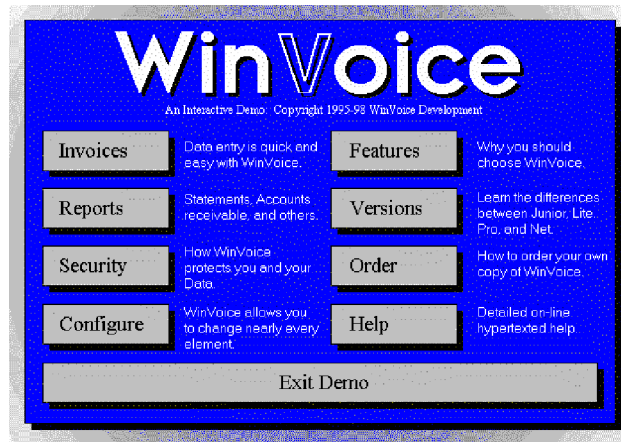 WinVoice
An Interactive Demo: Copyright 1995-98 WinVoice Development
Invoices
Data entry is quick and
easy with WinVoice.
Features
Why you should
choose WinVoice.
Reports
Statements, Accounts
receivable, and others.
Versions
Learn the differences
between Junior, Lite
Pro, and Net.
Security
How WinVoice
protects you and your
Data.
Order
How to order your own
copy of WinVoice.
Configure
WinVoice allows you
to change nearly every
element.
Help
Detailed on-line
hypertexted help.
Exit Demo